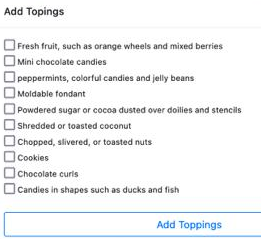 Add Topings
Fresh fruit, such as orange wheels and mixed berries
Mini chocolate candies
peppermints, colorful candies and jelly beans
Moldable fondant
Powdered sugar or cocoa dusted over doilies and stencils
Shredded or toasted coconut
Chopped, slivered, or toasted nuts
Cookies
Chocolate curls
Candies in shapes such as ducks and fish
Add Toppings